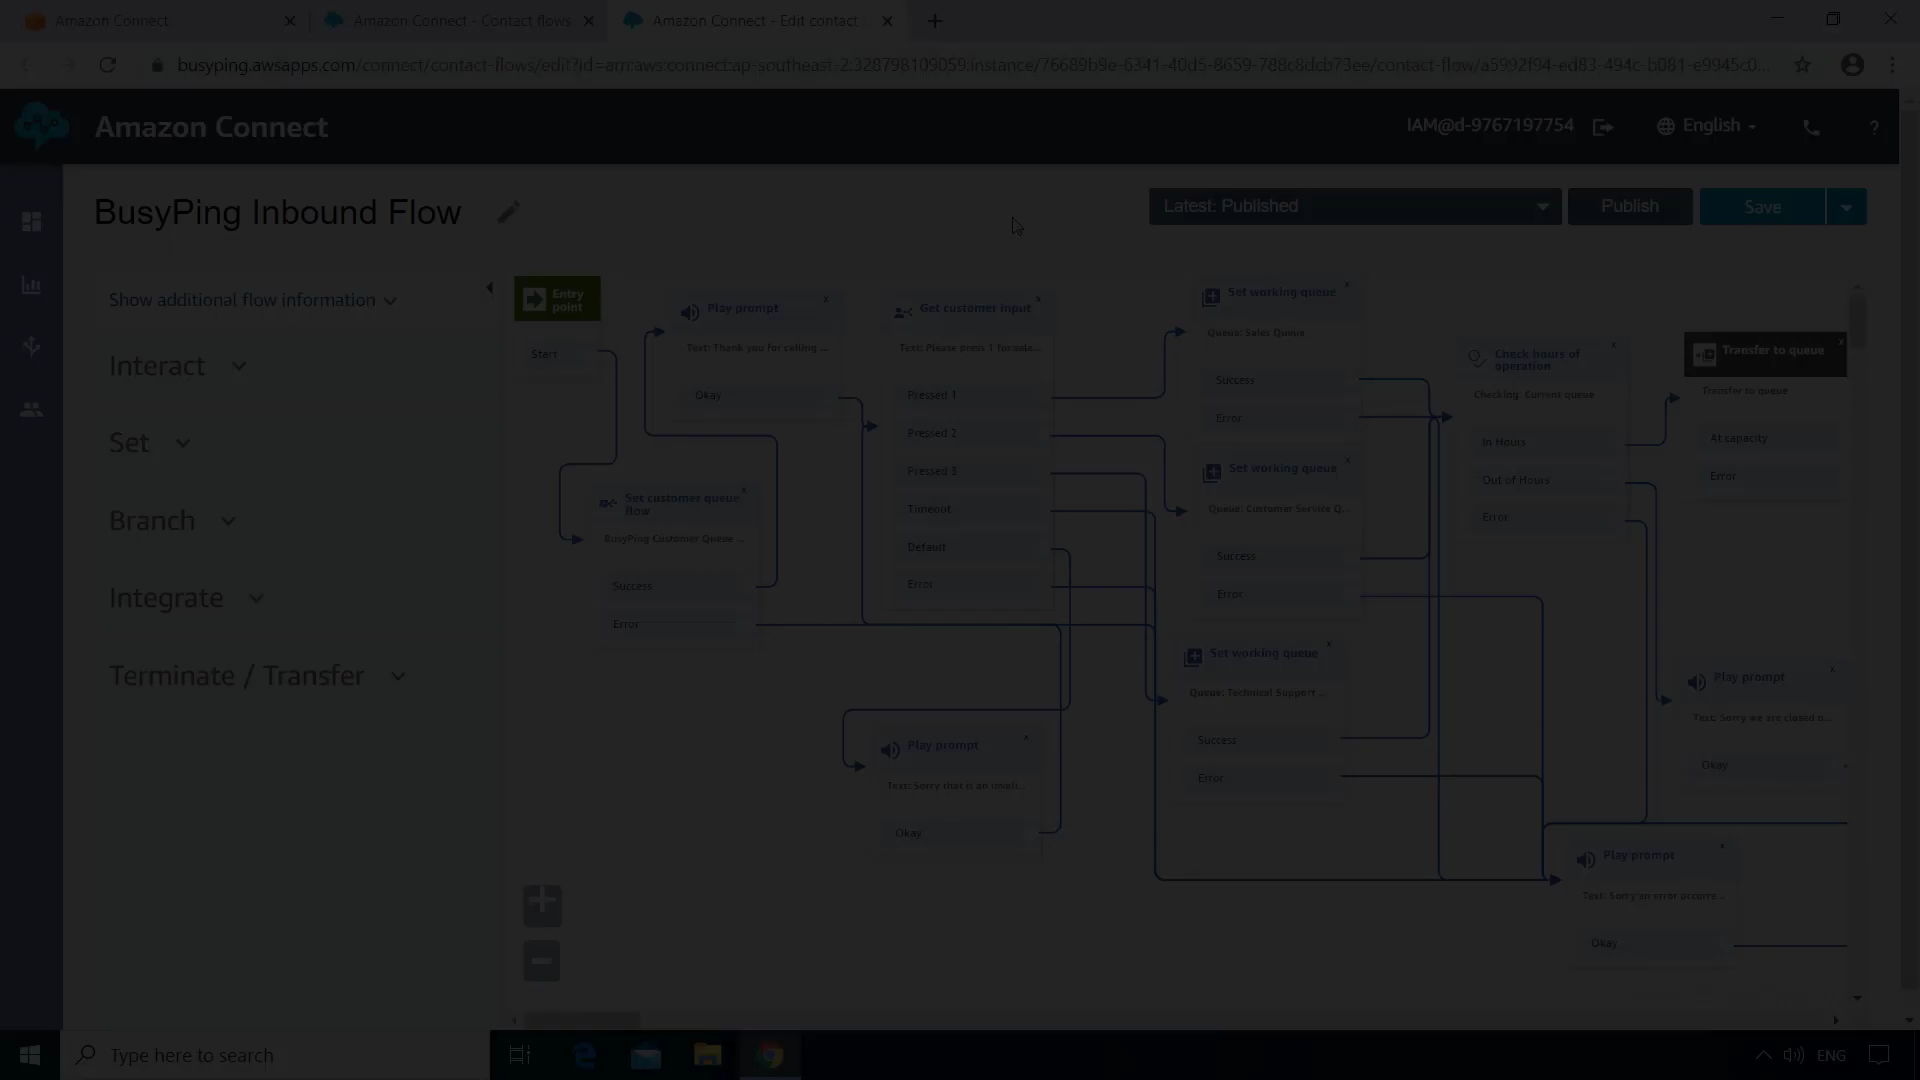 Amazon Connect
Amazon Connect - Contact flows
Amazon Connect - Edit contact
busyping.awsapps.com/connect/contact-flows/edit?id=arn:aws:connect:ap-southeast-2:328798109059:instance/76689b9e-6341-40d5-8659-788c8dcb73ee/contact-flow/a5992f94-ed83-494c-b081-e9945c0...
Amazon Connect
IAM@d-9767197754
English
?
BusyPing Inbound Flow
Latest: Published
Publish
Save
Show additional flow information
Interact
Set
Branch
Integrate
Terminate / Transfer
Entry point
Start
Play prompt
Text: Thank you for calling ...
Okay
Set customer queue flow
BusyPing Customer Queue ...
Success
Error
Get customer input
Text: Please press 1 for sale...
Pressed 1
Pressed 2
Pressed 3
Timeout
Default
Error
Play prompt
Text: Sorry that is an invali...
Okay
Set working queue
Queue: Sales Queue
Success
Error
Set working queue
Queue: Customer Service Q...
Success
Error
Set working queue
Queue: Technical Support ...
Success
Error
Check hours of operation
Checking: Current queue
In Hours
Out of Hours
Error
Transfer to queue
Transfer to queue
At capacity
Error
Play prompt
Text: Sorry we are closed a...
Okay
Play prompt
Text: Sorry an error occurre...
Okay
Type here to search
ENG